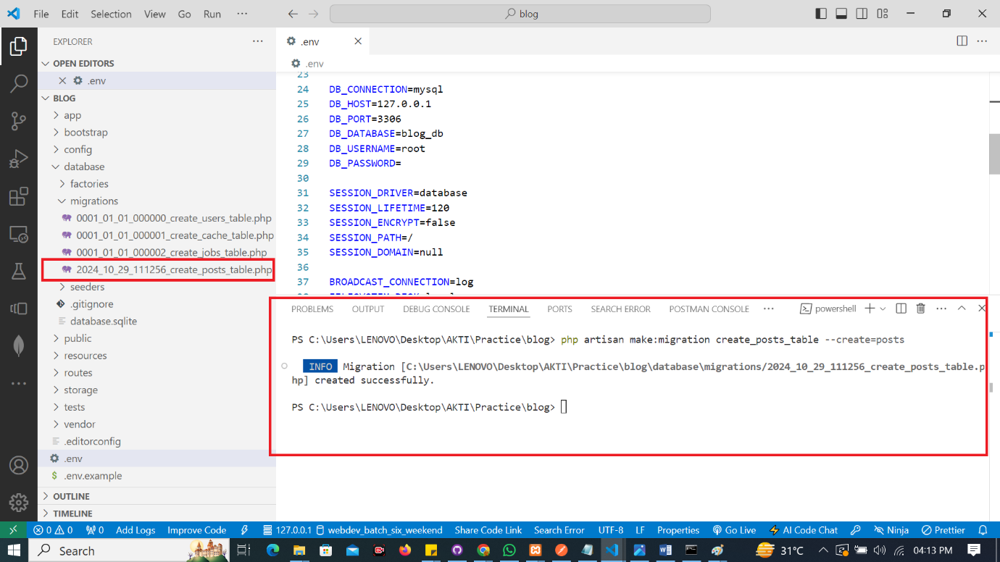 File Edit Selection View Go Run ···
blog
EXPLORER ···
OPEN EDITORS
.env
BLOG
app
bootstrap
config
database
factories
migrations
0001_01_01_000000_create_users_table.php
0001_01_01_000001_create_cache_table.php
0001_01_01_000002_create_jobs_table.php
2024_10_29_111256_create_posts_table.php
seeders
.gitignore
database.sqlite
public
resources
routes
storage
tests
vendor
.editorconfig
.env
$ .env.example
OUTLINE
TIMELINE
.env
.env
23
24 DB_CONNECTION=mysql
25 DB_HOST=127.0.0.1
26 DB_PORT=3306
27 DB_DATABASE=blog_db
28 DB_USERNAME=root
29 DB_PASSWORD=
30
31 SESSION_DRIVER=database
32 SESSION_LIFETIME=120
33 SESSION_ENCRYPT=false
34 SESSION_PATH=/
35 SESSION_DOMAIN=null
36
37 BROADCAST_CONNECTION=log
PROBLEMS OUTPUT DEBUG CONSOLE TERMINAL PORTS SEARCH ERROR POSTMAN CONSOLE ··· powershell
PS C:\Users\LENOVO\Desktop\AKTI\Practice\blog> php artisan make:migration create_posts_table --create=posts
INFO Migration [C:\Users\LENOVO\Desktop\AKTI\Practice\blog\database\migrations/2024_10_29_111256_create_posts_table.p
hp] created successfully.
PS C:\Users\LENOVO\Desktop\AKTI\Practice\blog>
0 0 0 Add Logs Improve Code 127.0.0.1 webdev_batch_six_weekend Share Code Link Search Error UTF-8 LF Properties Go Live AI Code Chat Ninja Prettier
Search 31°C 04:13 PM